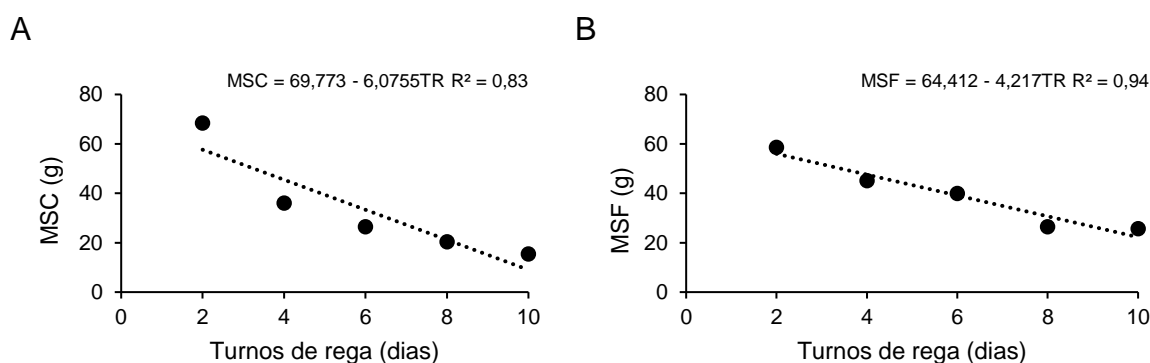 A
MSC = 69,773 - 6,0755TR R² = 0,83
80
60
40
20
0
MSC (g)
0 2 4 6 8 10
Turnos de rega (dias)
B
MSF = 64,412 - 4,217TR R² = 0,94
80
60
40
20
0
MSF (g)
0 2 4 6 8 10
Turnos de rega (dias)